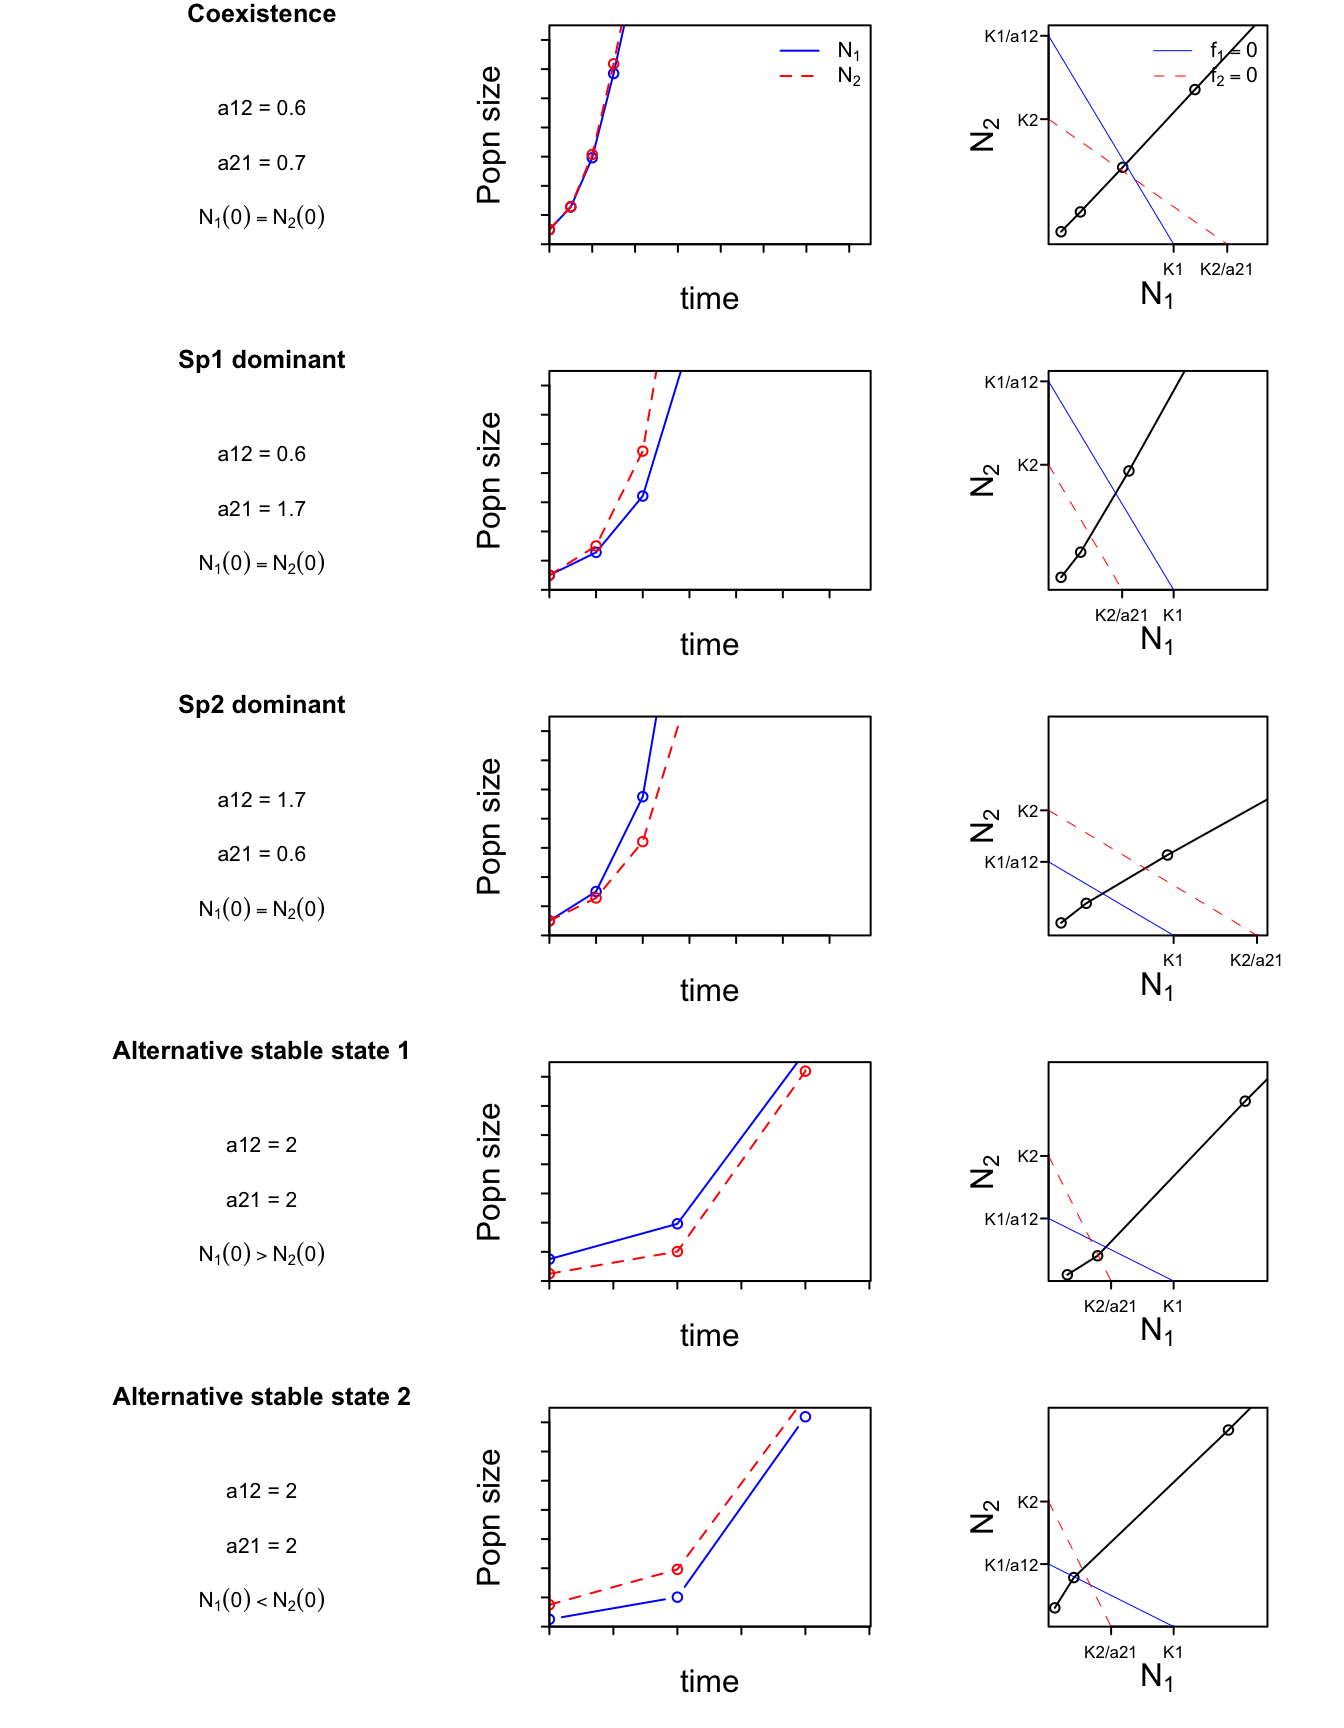 Coexistence
a12 = 0.6
a21 = 0.7
N₁(0) = N₂(0)
Popn size
time
N₁
N₂
K1/a12
K2
N₂
f₁ = 0
f₂ = 0
K1
K2/a21
N₁
Sp1 dominant
a12 = 0.6
a21 = 1.7
N₁(0) = N₂(0)
Popn size
time
K1/a12
K2
N₂
K2/a21
K1
N₁
Sp2 dominant
a12 = 1.7
a21 = 0.6
N₁(0) = N₂(0)
Popn size
time
K2
K1/a12
N₂
K1
K2/a21
N₁
Alternative stable state 1
a12 = 2
a21 = 2
N₁(0) > N₂(0)
Popn size
time
K2
K1/a12
N₂
K2/a21
K1
N₁
Alternative stable state 2
a12 = 2
a21 = 2
N₁(0) < N₂(0)
Popn size
time
K2
K1/a12
N₂
K2/a21
K1
N₁